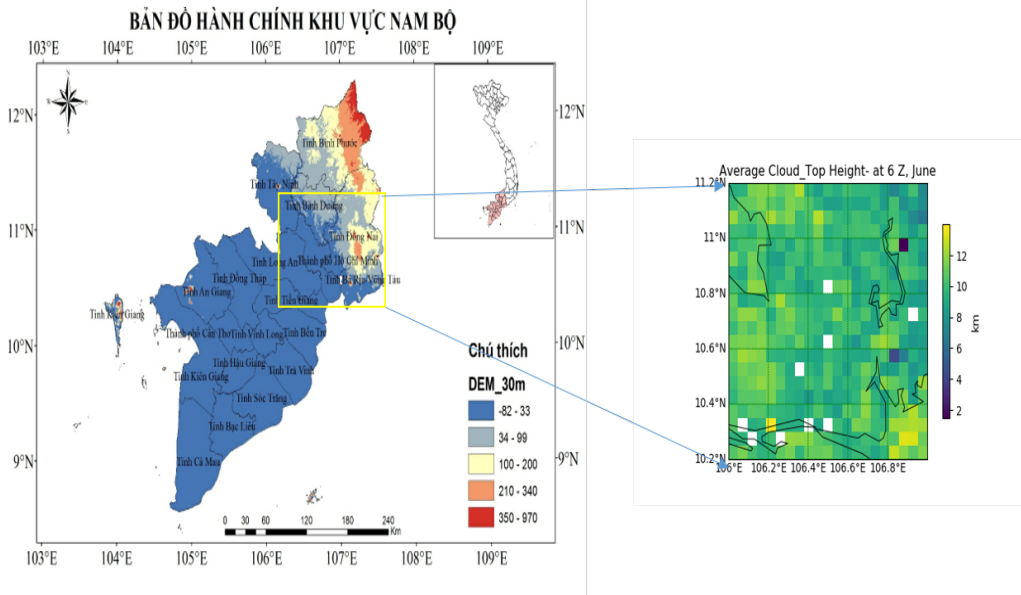 BẢN ĐỒ HÀNH CHÍNH KHU VỰC NAM BỘ
103°E 104°E 105°E 106°E 107°E 108°E 109°E
12°N 12°N
N
Tỉnh Bình Phước
Tỉnh Tây Ninh
Tỉnh Bình Dương
11°N 11°N
Tỉnh Đồng Nai
Tỉnh Long An Thành phố Hồ Chí Minh
Tỉnh Đồng Tháp Tỉnh Bà Rịa Vũng Tàu
Tỉnh An Giang Tỉnh Tiền Giang
Tỉnh Kiên Giang
Thành phố Cần Thơ Tỉnh Vĩnh Long Tỉnh Bến Tre
10°N 10°N
Tỉnh Hậu Giang
Tỉnh Kiên Giang Tỉnh Trà Vinh
Tỉnh Sóc Trăng
Tỉnh Bạc Liêu
9°N 9°N
Tỉnh Cà Mau
Chú thích
DEM_30m
-82 - 33
34 - 99
100 - 200
210 - 340
350 - 970
0 30 60 120 180 240
Km
103°E 104°E 105°E 106°E 107°E 108°E 109°E
Average Cloud_Top Height- at 6 Z, June
11.2°N
11°N
10.8°N
10.6°N
10.4°N
10.2°N
106°E 106.2°E 106.4°E 106.6°E 106.8°E
12
10
8
6
4
2
km